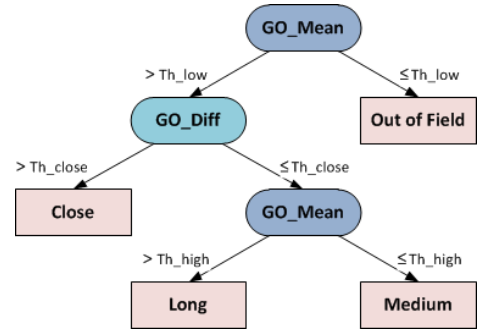 GO_Mean
> Th_low
≤Th_low
GO_Diff
Out of Field
> Th_close
≤Th_close
Close
GO_Mean
> Th_high
≤Th_high
Long
Medium